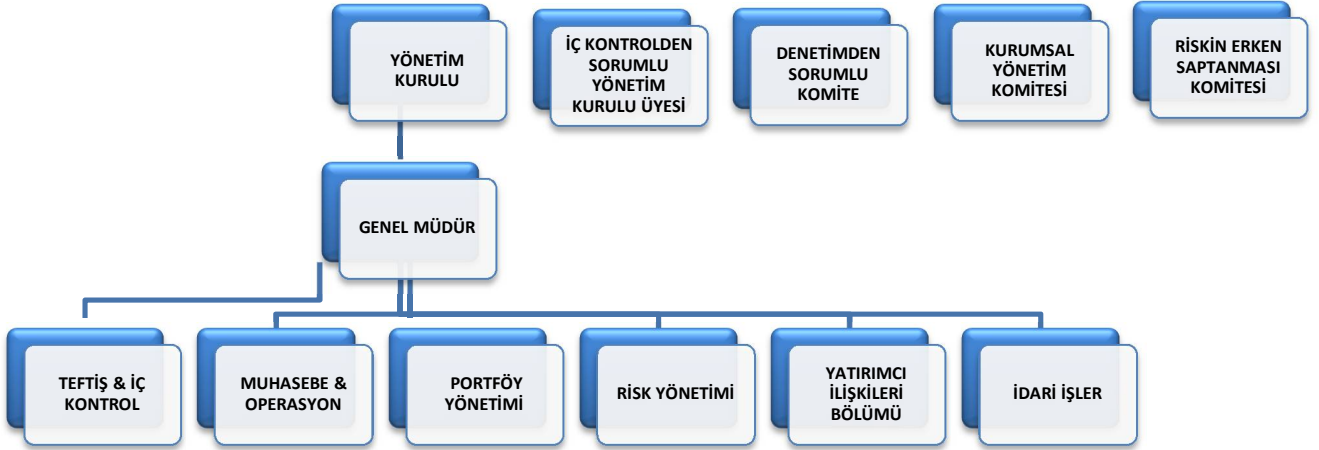 YÖNETİM
KURULU
İÇ KONTROLDEN
SORUMLU
YÖNETİM
KURULU ÜYESİ
DENETİMDEN
SORUMLU
KOMİTE
KURUMSAL
YÖNETİM
KOMİTESİ
RİSKİN ERKEN
SAPTANMASI
KOMİTESİ
GENEL MÜDÜR
TEFTİŞ & İÇ
KONTROL
MUHASEBE &
OPERASYON
PORTFÖY
YÖNETİMİ
RİSK YÖNETİMİ
YATIRIMCI
İLİŞKİLERİ
BÖLÜMÜ
İDARİ İŞLER